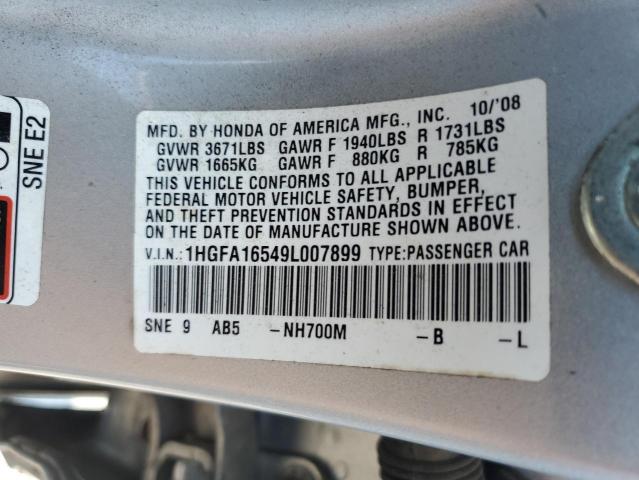 SNE E2
MFD. BY HONDA OF AMERICA MFG., INC. 10/'08
GVWR 3671LBS GAWR F 1940LBS R 1731LBS
GVWR 1665KG GAWR F 880KG R 785KG
THIS VEHICLE CONFORMS TO ALL APPLICABLE
FEDERAL MOTOR VEHICLE SAFETY, BUMPER,
AND THEFT PREVENTION STANDARDS IN EFFECT
ON THE DATE OF MANUFACTURE SHOWN ABOVE.
V.I.N.: 1HGFA16549L007899 TYPE:PASSENGER CAR
SNE 9 AB5 -NH700M -B -L